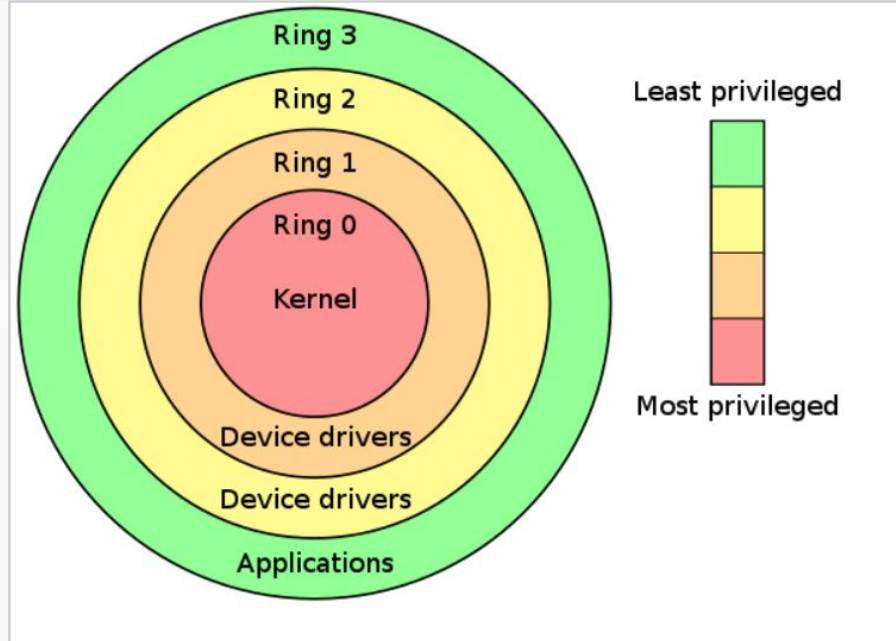 Ring 3
Ring 2
Ring 1
Ring 0
Kernel
Device drivers
Device drivers
Applications
Least privileged
Most privileged